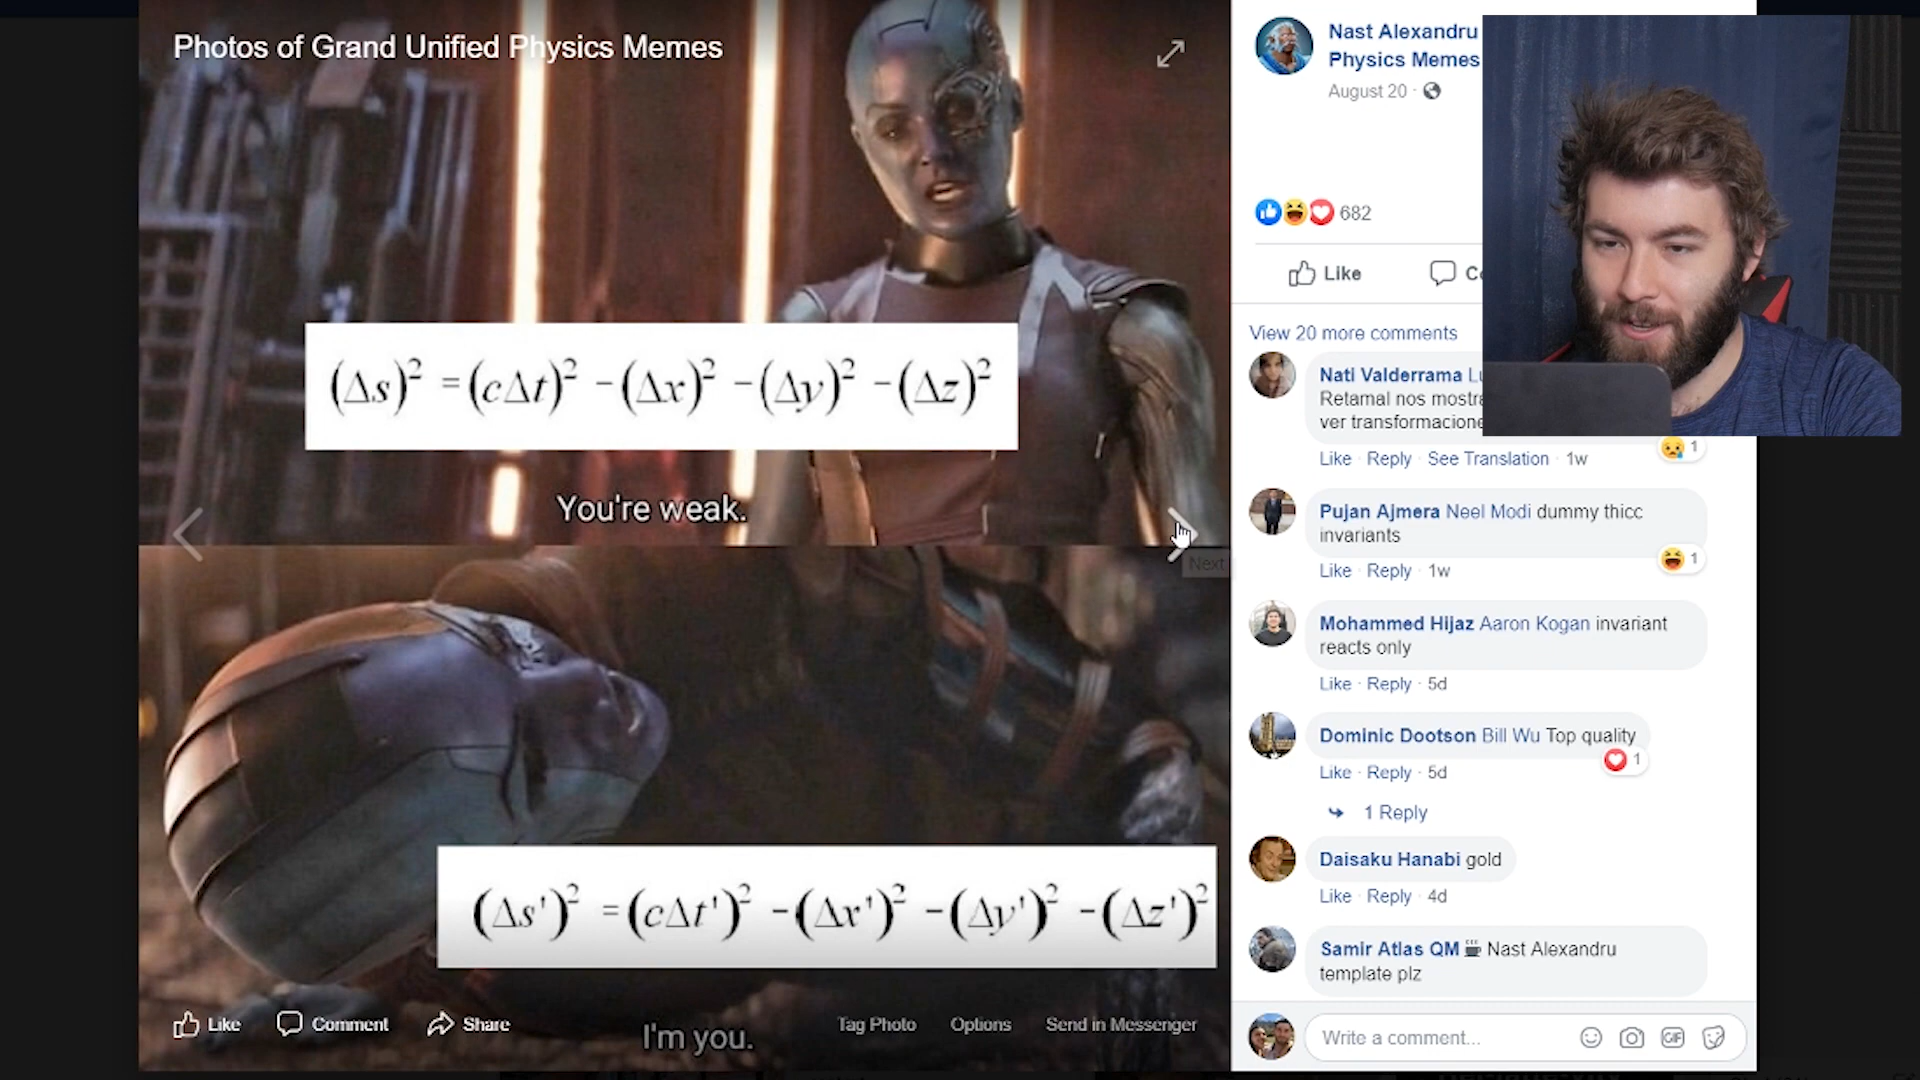 Photos of Grand Unified Physics Memes
(Δs)² = (cΔt)² − (Δx)² − (Δy)² − (Δz)²
You're weak.
Next
(Δs')² = (cΔt')² − (Δx')² − (Δy')² − (Δz')²
I'm you.
Like Comment Share
Tag Photo Options Send in Messenger
Nast Alexandru
Physics Memes
August 20 ·
682
Like
View 20 more comments
Nati Valderrama
Retamal nos
ver
Like · Reply · See Translation · 1w
1
Pujan Ajmera Neel Modi dummy thicc
invariants
1
Like · Reply · 1w
Mohammed Hijaz Aaron Kogan invariant
reacts only
Like · Reply · 5d
Dominic Dootson Bill Wu Top quality
1
Like · Reply · 5d
1 Reply
Daisaku Hanabi gold
Like · Reply · 4d
Samir Atlas QM ☕ Nast Alexandru
template plz
Write a comment...
GIF